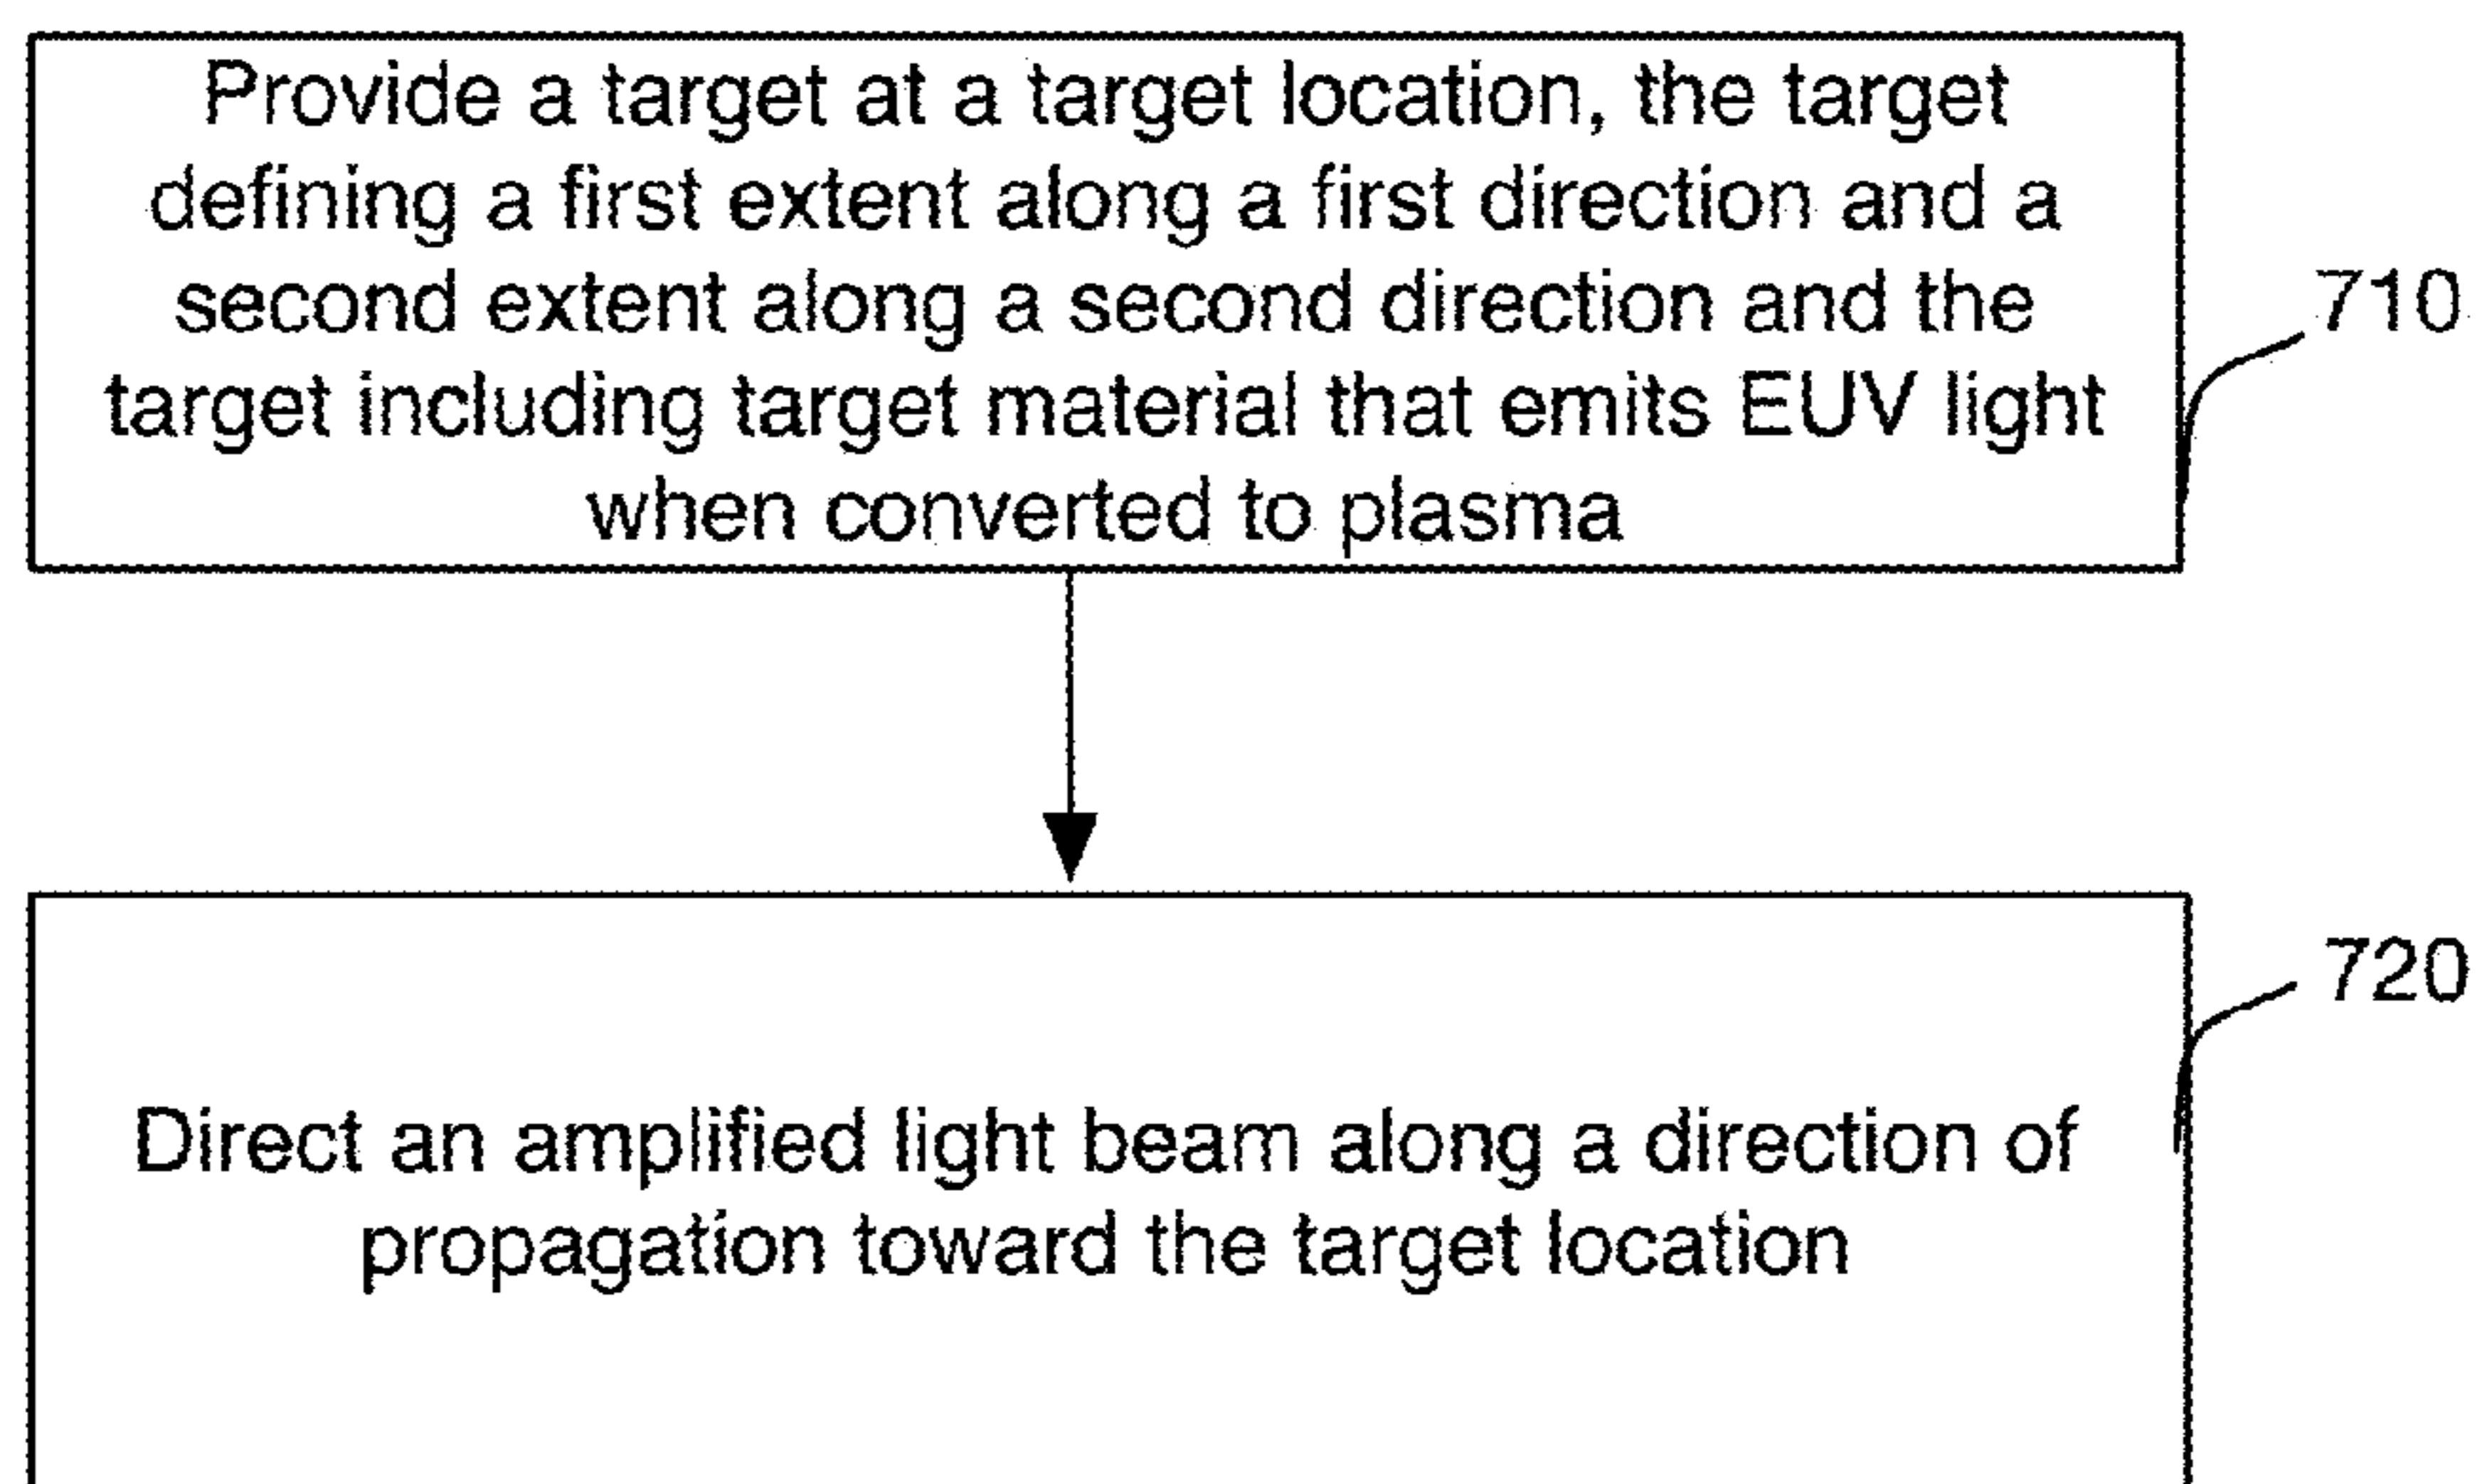 Provide a target at a target location, the target
defining a first extent along a first direction and a
second extent along a second direction and the
target including target material that emits EUV light
when converted to plasma
710
720
Direct an amplified light beam along a direction of
propagation toward the target location